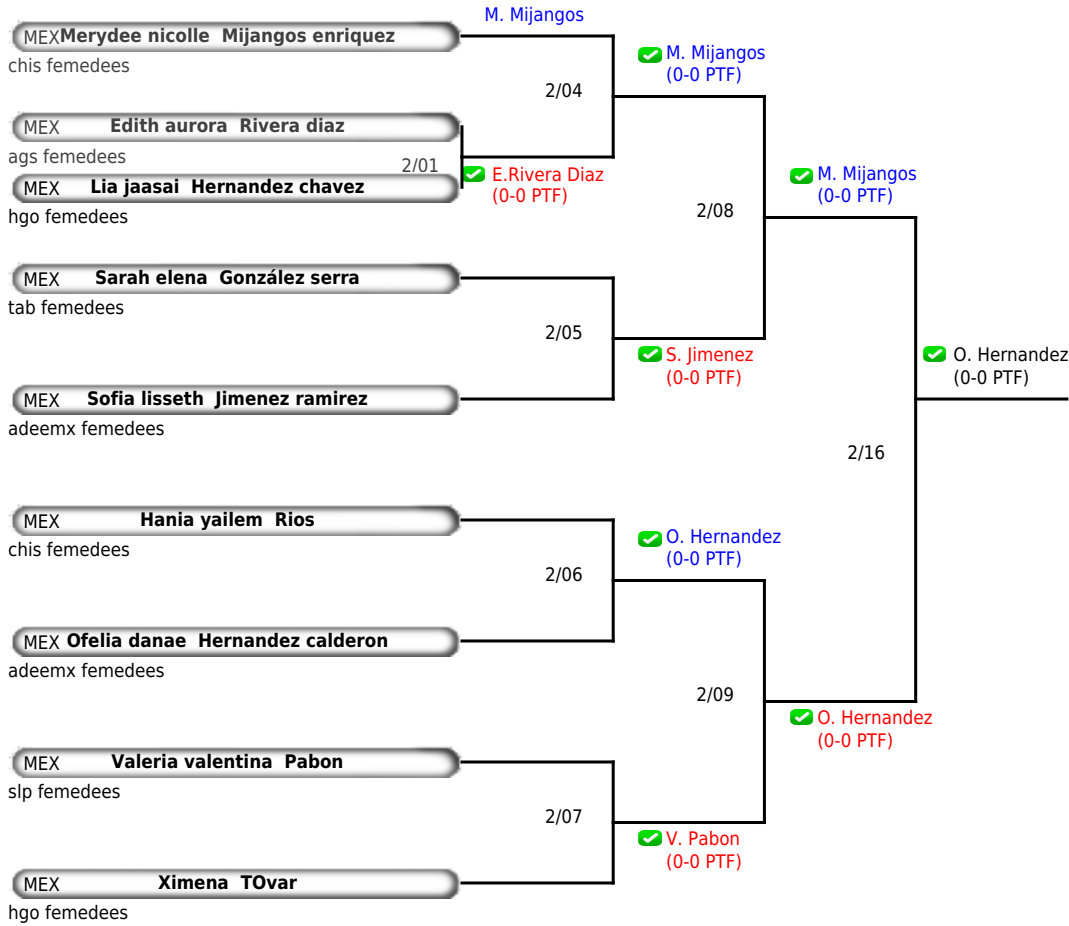 M. Mijangos
MEX Merydee nicolle Mijangos enriquez
chis femedees
M. Mijangos
(0-0 PTF)
2/04
MEX Edith aurora Rivera diaz
ags femedees
2/01
E.Rivera Diaz
(0-0 PTF)
MEX Lia jaasai Hernandez chavez
hgo femedees
M. Mijangos
(0-0 PTF)
2/08
MEX Sarah elena González serra
tab femedees
2/05
S. Jimenez
(0-0 PTF)
O. Hernandez
(0-0 PTF)
MEX Sofia lisseth Jimenez ramirez
adeemx femedees
2/16
MEX Hania yailem Rios
chis femedees
O. Hernandez
(0-0 PTF)
2/06
MEX Ofelia danae Hernandez calderon
adeemx femedees
2/09
O. Hernandez
(0-0 PTF)
MEX Valeria valentina Pabon
slp femedees
2/07
V. Pabon
(0-0 PTF)
MEX Ximena TOvar
hgo femedees